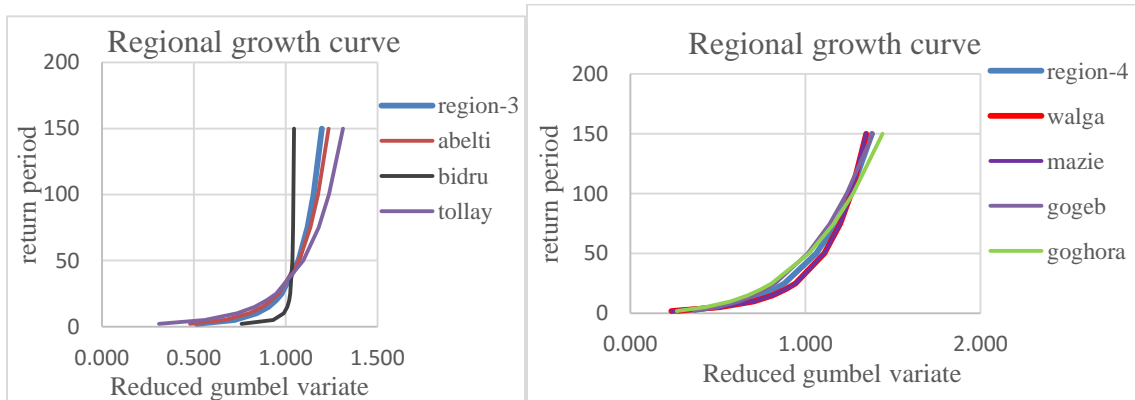 Regional growth curve
200
150
100
50
0
0.000
0.500
1.000
1.500
return period
Reduced gumbel variate
region-3
abelti
bidru
tollay
Regional growth curve
200
150
100
50
0
0.000
1.000
2.000
return period
Reduced gumbel variate
region-4
walga
mazie
gogeb
goghora